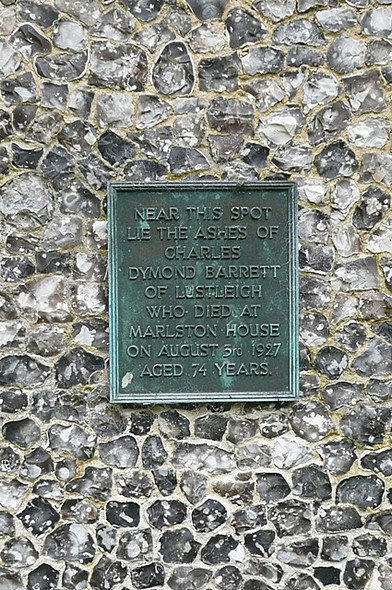 NEAR THIS SPOT
LIE THE ASHES OF
CHARLES
DYMOND BARRETT
OF LUSTLEIGH
WHO DIED AT
MARLSTON HOUSE
ON AUGUST 3rd 1927
AGED 74 YEARS.